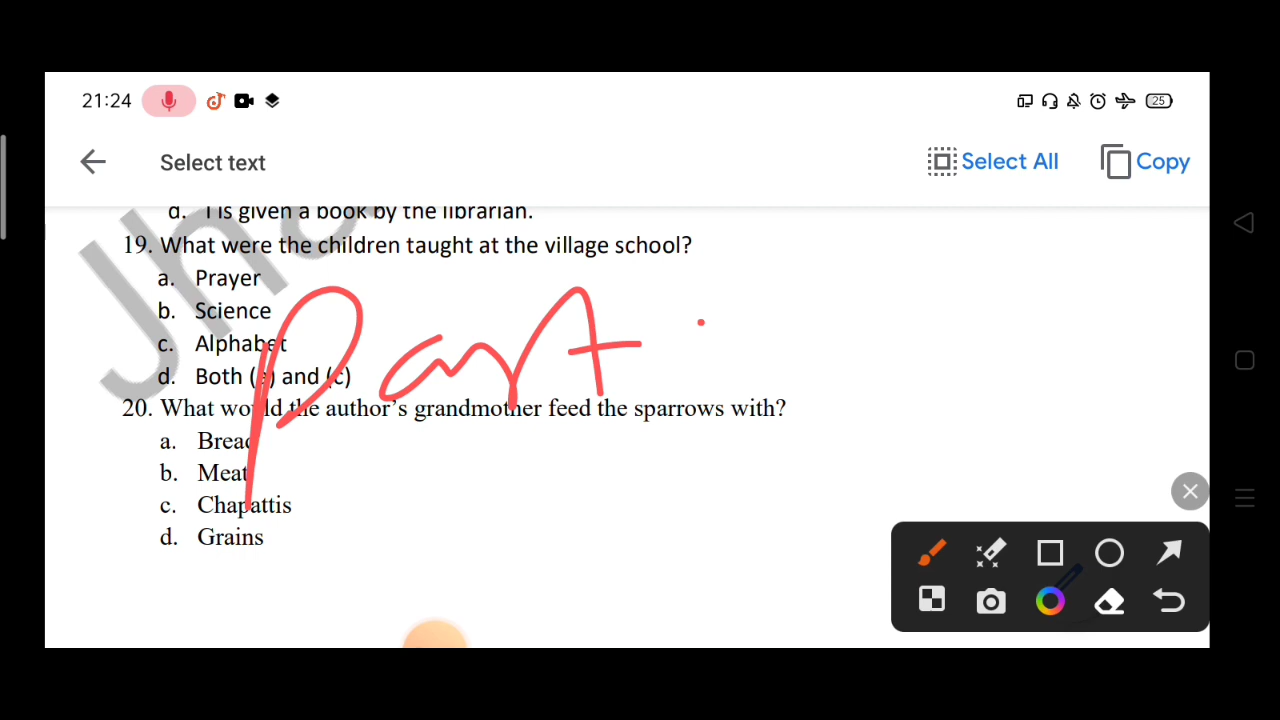 21:24 25
Select text Select All Copy
d. I is given a book by the librarian.
19. What were the children taught at the village school?
a. Prayer
b. Science
c. Alphabet
d. Both (a) and (c)
20. What would the author's grandmother feed the sparrows with?
a. Bread
b. Meat
c. Chapattis
d. Grains
Part
Jha